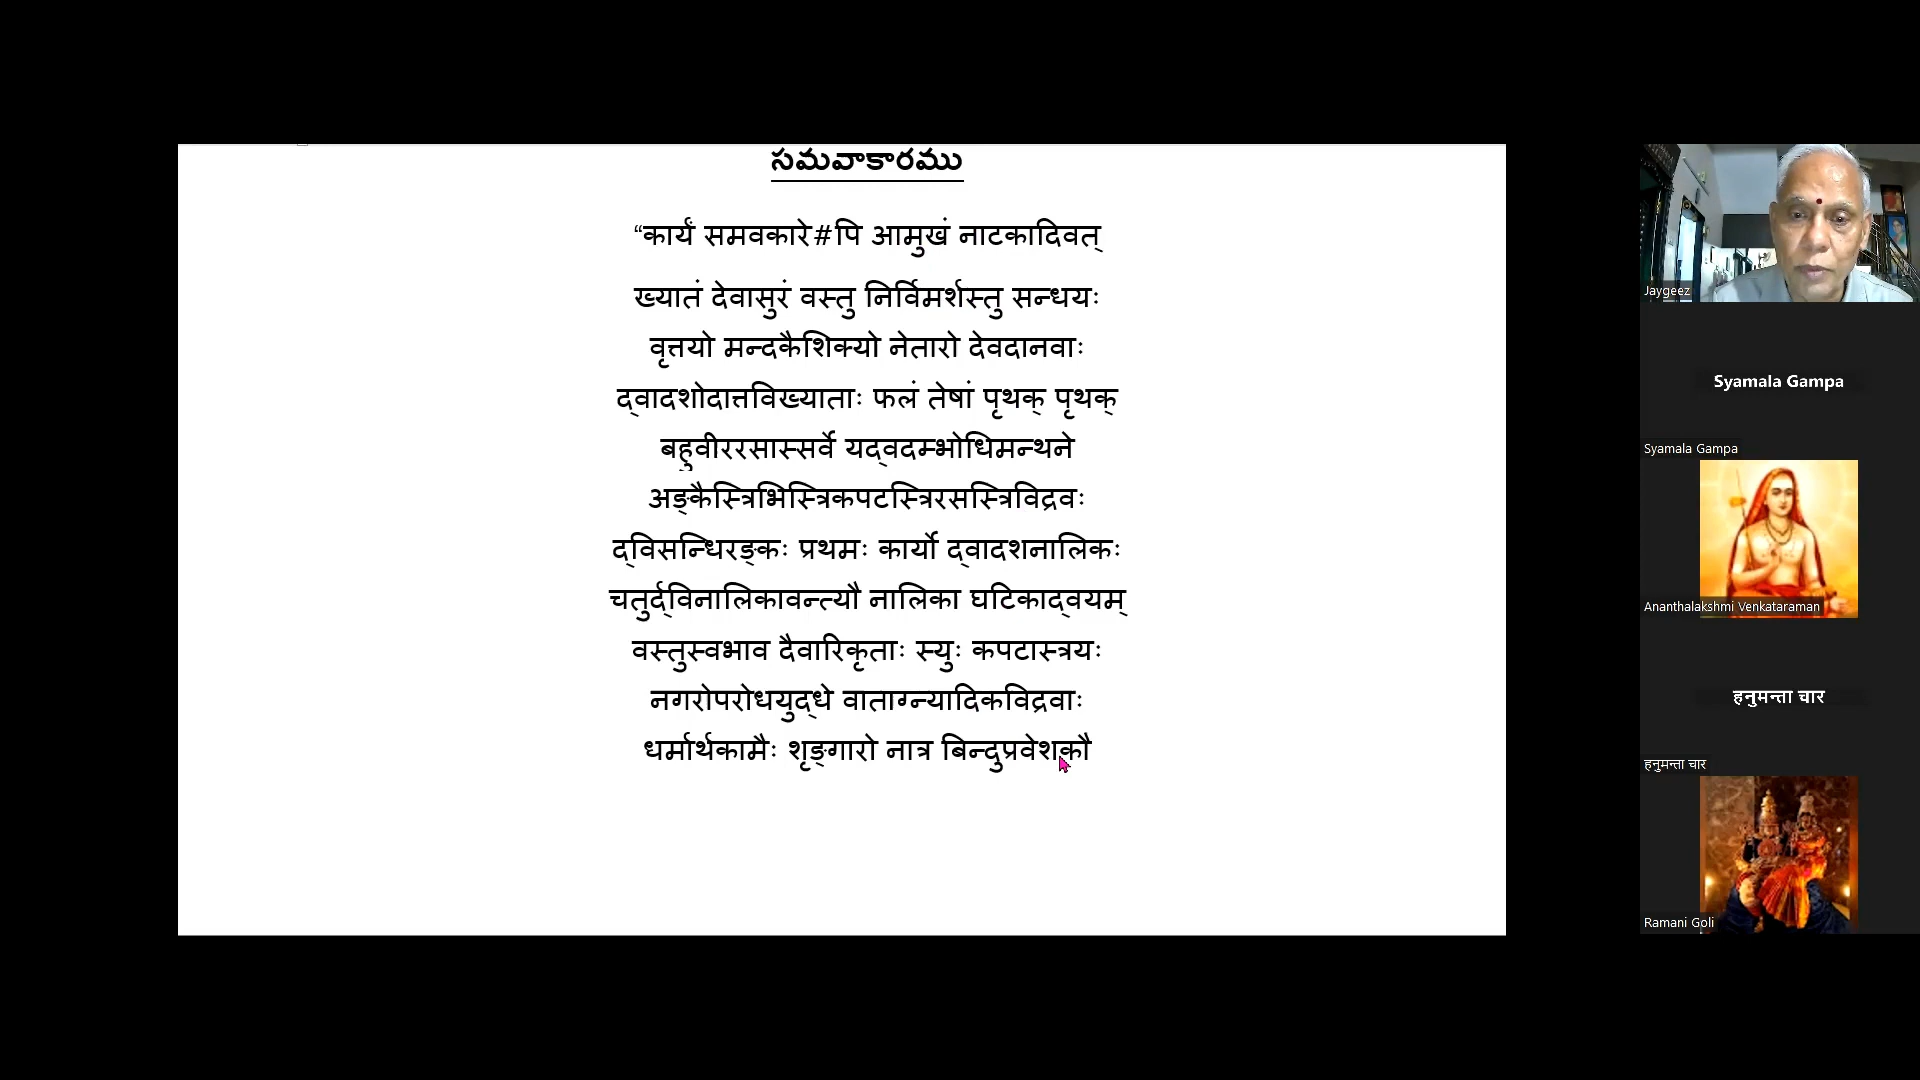 సమవాకారము
“कार्यं समवकारे#पि आमुखं नाटकादिवत्
ख्यातं देवासुरं वस्तु निर्विमर्शस्तु सन्धयः
वृत्तयो मन्दकैशिक्यो नेतारो देवदानवाः
द्वादशोदात्तविख्याताः फलं तेषां पृथक् पृथक्
बहुवीररसास्सर्वे यद्वदम्भोधिमन्थने
अङ्कैस्त्रिभिस्त्रिकपटस्त्रिरसस्त्रिविद्रवः
द्विसन्धिरङ्कः प्रथमः कार्यो द्वादशनालिकः
चतुर्द्विनालिकावन्त्यौ नालिका घटिकाद्वयम्
वस्तुस्वभाव दैवारिकृताः स्युः कपटास्त्रयः
नगरोपरोधयुद्धे वाताग्न्यादिकविद्रवाः
धर्मार्थकामैः शृङ्गारो नात्र बिन्दुप्रवेशकौ
Jaygeez
Syamala Gampa
Syamala Gampa
Ananthalakshmi Venkataraman
हनुमन्ता चार
हनुमन्ता चार
Ramani Goli